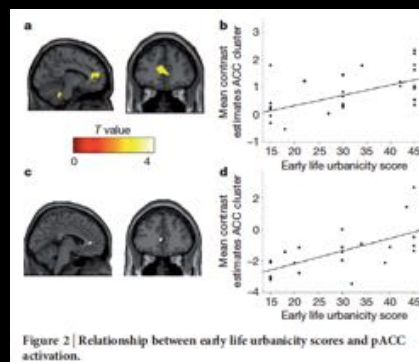 a
b
Mean contrast
estimates ACC cluster
3
2
1
0
−1
15 20 25 30 35 40 45
Early life urbanicity score
T value
0 4
c
d
Mean contrast
estimates ACC cluster
2
0
−2
−4
15 20 25 30 35 40 45
Early life urbanicity score
Figure 2 | Relationship between early life urbanicity scores and pACC
activation.